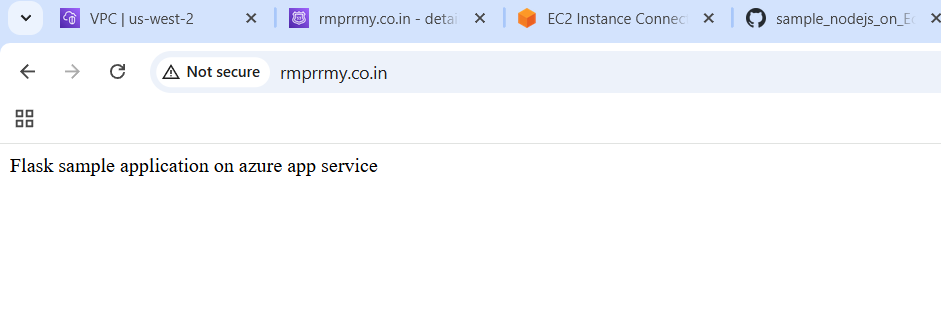 VPC | us-west-2
rmprrmy.co.in - detai
EC2 Instance Connec
sample_nodejs_on_Ec
Not secure
rmprrmy.co.in
Flask sample application on azure app service